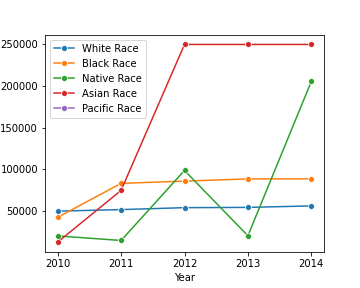 250000
200000
150000
100000
50000
White Race
Black Race
Native Race
Asian Race
Pacific Race
2010 2011 2012 2013 2014
Year